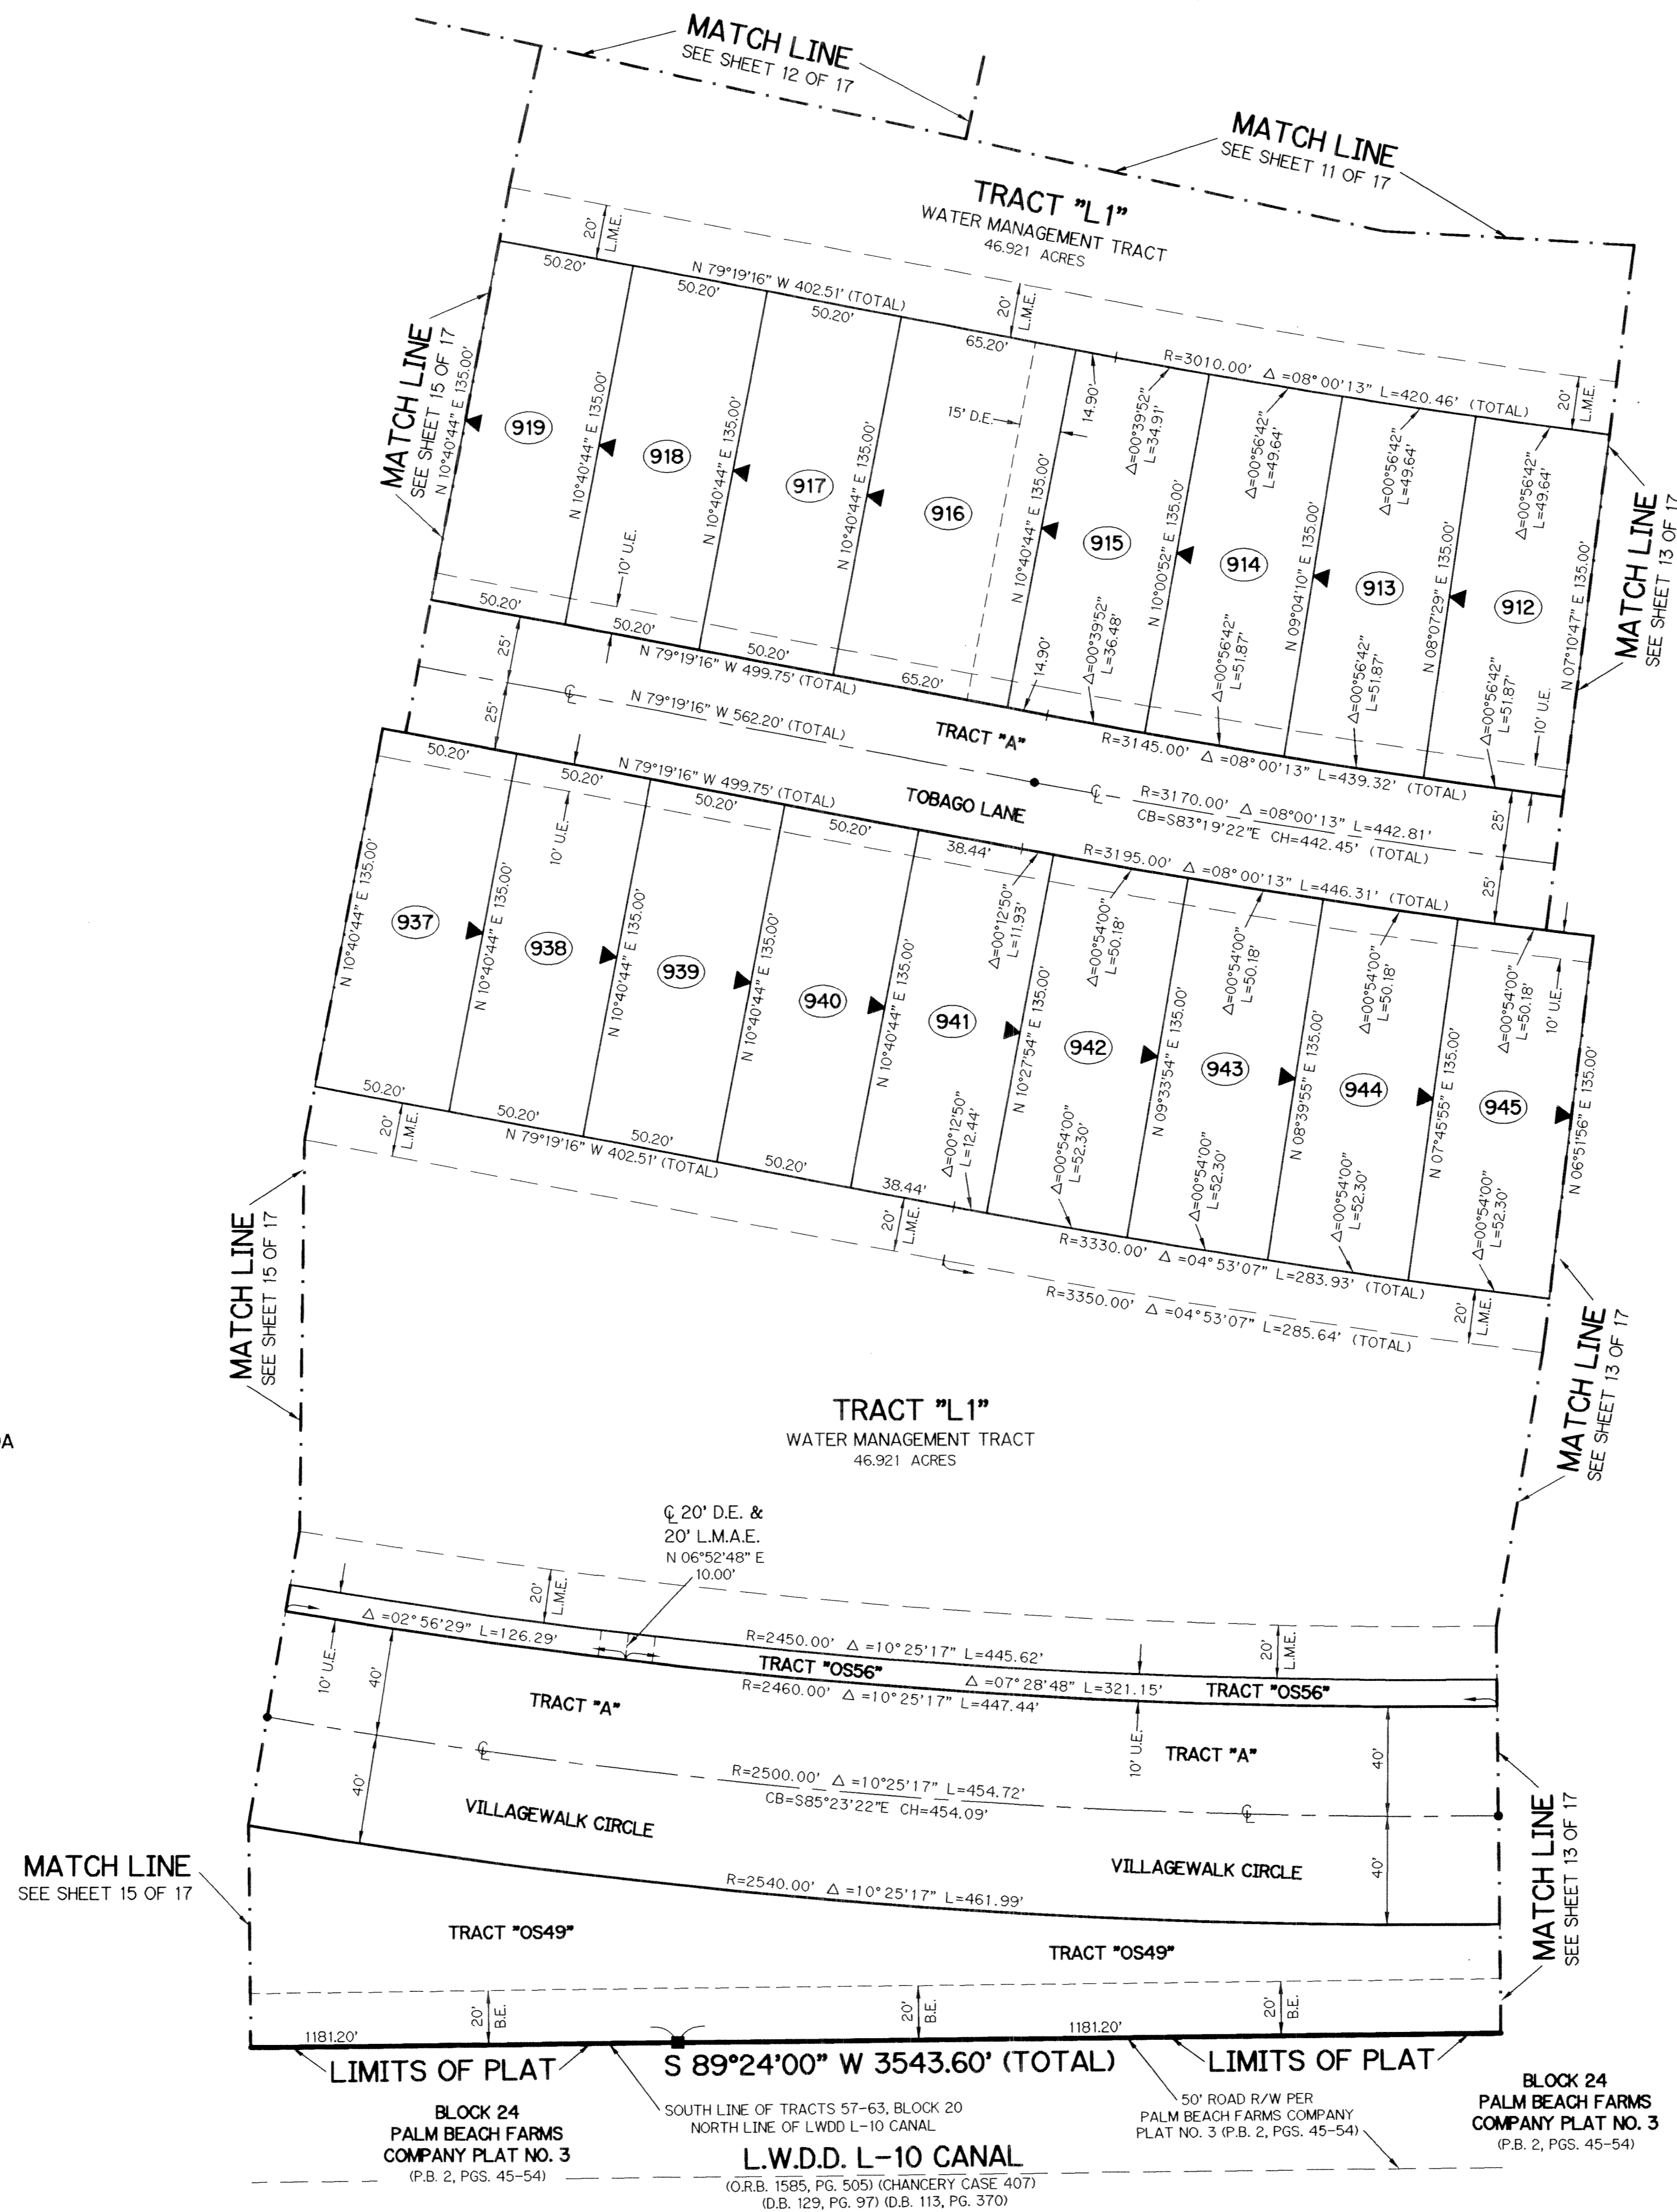 MATCH LINE
SEE SHEET 12 OF 17
MATCH LINE
SEE SHEET 11 OF 17
TRACT "L1"
WATER MANAGEMENT TRACT
46.921 ACRES
20'
L.M.E.
50.20'
N 79°19'16" W 402.51' (TOTAL)
50.20'
50.20'
20'
L.M.E.
65.20'
R=3010.00' Δ =08°00'13" L=420.46' (TOTAL)
20'
L.M.E.
MATCH LINE
SEE SHEET 15 OF 17
N 10°40'44" E 135.00'
919
N 10°40'44" E 135.00'
918
N 10°40'44" E 135.00'
917
N 10°40'44" E 135.00'
916
15' D.E.
N 10°40'44" E 135.00'
14.90'
Δ=00°39'52"
L=34.91'
915
N 10°00'52" E 135.00'
Δ=00°56'42"
L=49.64'
914
N 09°04'10" E 135.00'
Δ=00°56'42"
L=49.64'
913
N 08°07'29" E 135.00'
Δ=00°56'42"
L=49.64'
912
N 07°10'47" E 135.00'
MATCH LINE
SEE SHEET 13 OF 17
10' U.E.
50.20'
50.20'
50.20'
65.20'
14.90'
Δ=00°39'52"
L=36.48'
Δ=00°56'42"
L=51.87'
Δ=00°56'42"
L=51.87'
Δ=00°56'42"
L=51.87'
10' U.E.
N 79°19'16" W 499.75' (TOTAL)
25'
25'
℄
N 79°19'16" W 562.20' (TOTAL)
TRACT "A"
R=3145.00' Δ =08°00'13" L=439.32' (TOTAL)
TOBAGO LANE
℄
R=3170.00' Δ =08°00'13" L=442.81'
CB=S83°19'22"E CH=442.45' (TOTAL)
25'
25'
50.20'
50.20'
N 79°19'16" W 499.75' (TOTAL)
50.20'
50.20'
38.44'
R=3195.00' Δ =08°00'13" L=446.31' (TOTAL)
10' U.E.
N 10°40'44" E 135.00'
937
N 10°40'44" E 135.00'
938
N 10°40'44" E 135.00'
939
N 10°40'44" E 135.00'
940
N 10°40'44" E 135.00'
941
Δ=00°12'50"
L=11.93'
N 10°27'54" E 135.00'
942
Δ=00°54'00"
L=50.18'
N 09°33'54" E 135.00'
943
Δ=00°54'00"
L=50.18'
N 08°39'55" E 135.00'
944
Δ=00°54'00"
L=50.18'
N 07°45'55" E 135.00'
945
Δ=00°54'00"
L=50.18'
10' U.E.
N 06°51'56" E 135.00'
50.20'
50.20'
50.20'
50.20'
38.44'
N 79°19'16" W 402.51' (TOTAL)
20'
L.M.E.
Δ=00°12'50"
L=12.44'
Δ=00°54'00"
L=52.30'
Δ=00°54'00"
L=52.30'
Δ=00°54'00"
L=52.30'
Δ=00°54'00"
L=52.30'
20'
L.M.E.
R=3330.00' Δ =04°53'07" L=283.93' (TOTAL)
R=3350.00' Δ =04°53'07" L=285.64' (TOTAL)
20'
L.M.E.
MATCH LINE
SEE SHEET 15 OF 17
MATCH LINE
SEE SHEET 13 OF 17
TRACT "L1"
WATER MANAGEMENT TRACT
46.921 ACRES
DA
℄ 20' D.E. &
20' L.M.A.E.
N 06°52'48" E
10.00'
20'
L.M.E.
Δ =02°56'29" L=126.29'
R=2450.00' Δ =10°25'17" L=445.62'
20'
L.M.E.
TRACT "OS56"
Δ =07°28'48" L=321.15'
TRACT "OS56"
R=2460.00' Δ =10°25'17" L=447.44'
10' U.E.
40'
TRACT "A"
10' U.E.
TRACT "A"
40'
℄
R=2500.00' Δ =10°25'17" L=454.72'
CB=S85°23'22"E CH=454.09'
℄
40'
VILLAGEWALK CIRCLE
VILLAGEWALK CIRCLE
40'
MATCH LINE
SEE SHEET 15 OF 17
MATCH LINE
SEE SHEET 13 OF 17
R=2540.00' Δ =10°25'17" L=461.99'
TRACT "OS49"
TRACT "OS49"
20'
B.E.
20'
B.E.
20'
B.E.
1181.20'
1181.20'
LIMITS OF PLAT
S 89°24'00" W 3543.60' (TOTAL)
LIMITS OF PLAT
BLOCK 24
PALM BEACH FARMS
COMPANY PLAT NO. 3
(P.B. 2, PGS. 45-54)
SOUTH LINE OF TRACTS 57-63, BLOCK 20
NORTH LINE OF LWDD L-10 CANAL
50' ROAD R/W PER
PALM BEACH FARMS COMPANY
PLAT NO. 3 (P.B. 2, PGS. 45-54)
BLOCK 24
PALM BEACH FARMS
COMPANY PLAT NO. 3
(P.B. 2, PGS. 45-54)
L.W.D.D. L-10 CANAL
(O.R.B. 1585, PG. 505) (CHANCERY CASE 407)
(D.B. 129, PG. 97) (D.B. 113, PG. 370)